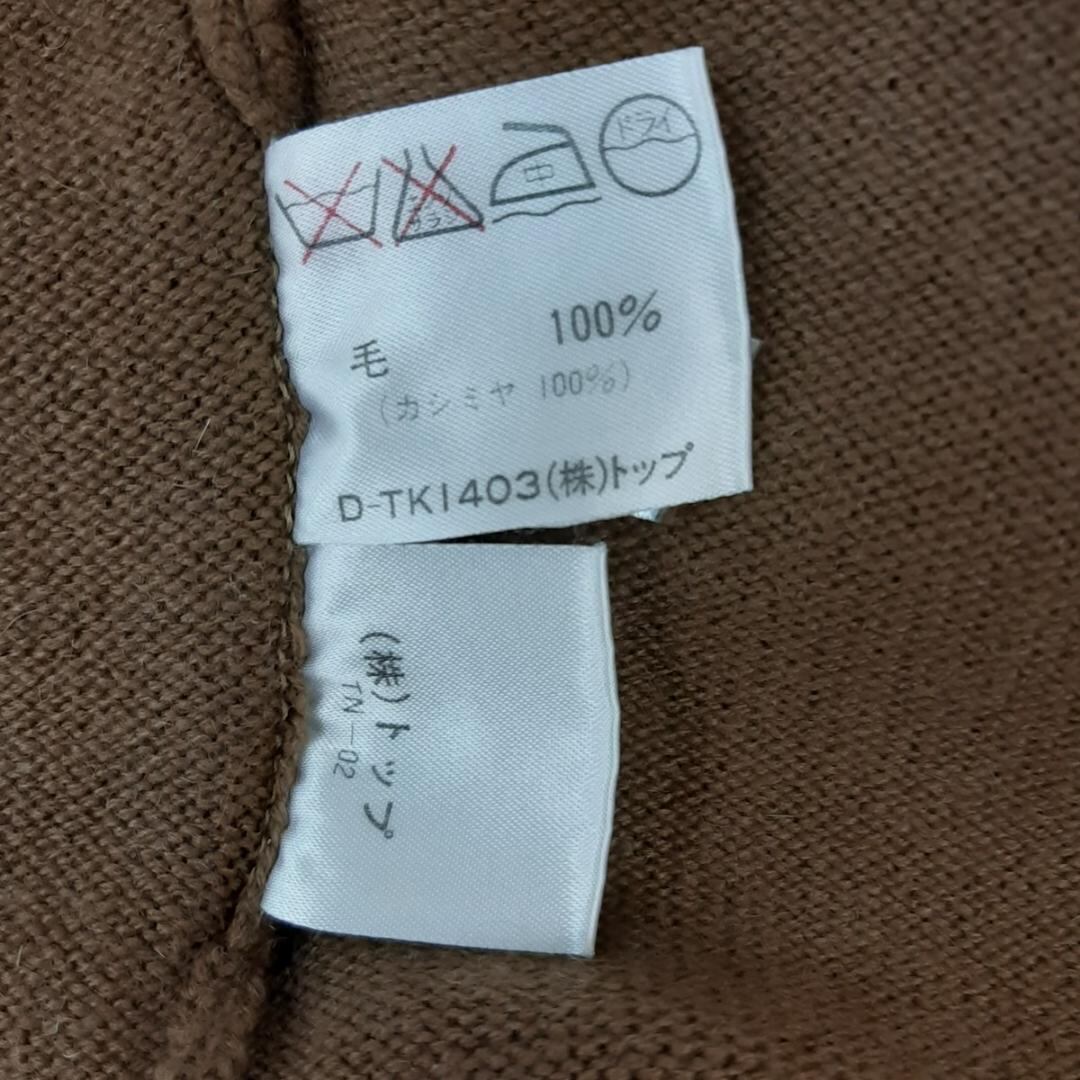 中
ドライ
毛 100%
(カシミヤ 100%)
D-TK1403(株)トップ
(株)トップ
TN-02